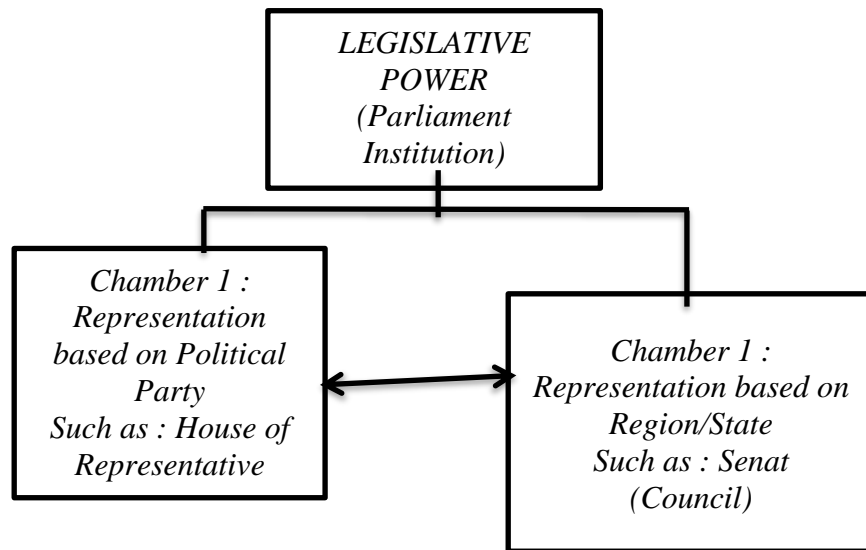 LEGISLATIVE
POWER
(Parliament
Institution)
Chamber 1 :
Representation
based on Political
Party
Such as : House of
Representative
Chamber 1 :
Representation based on
Region/State
Such as : Senat
(Council)